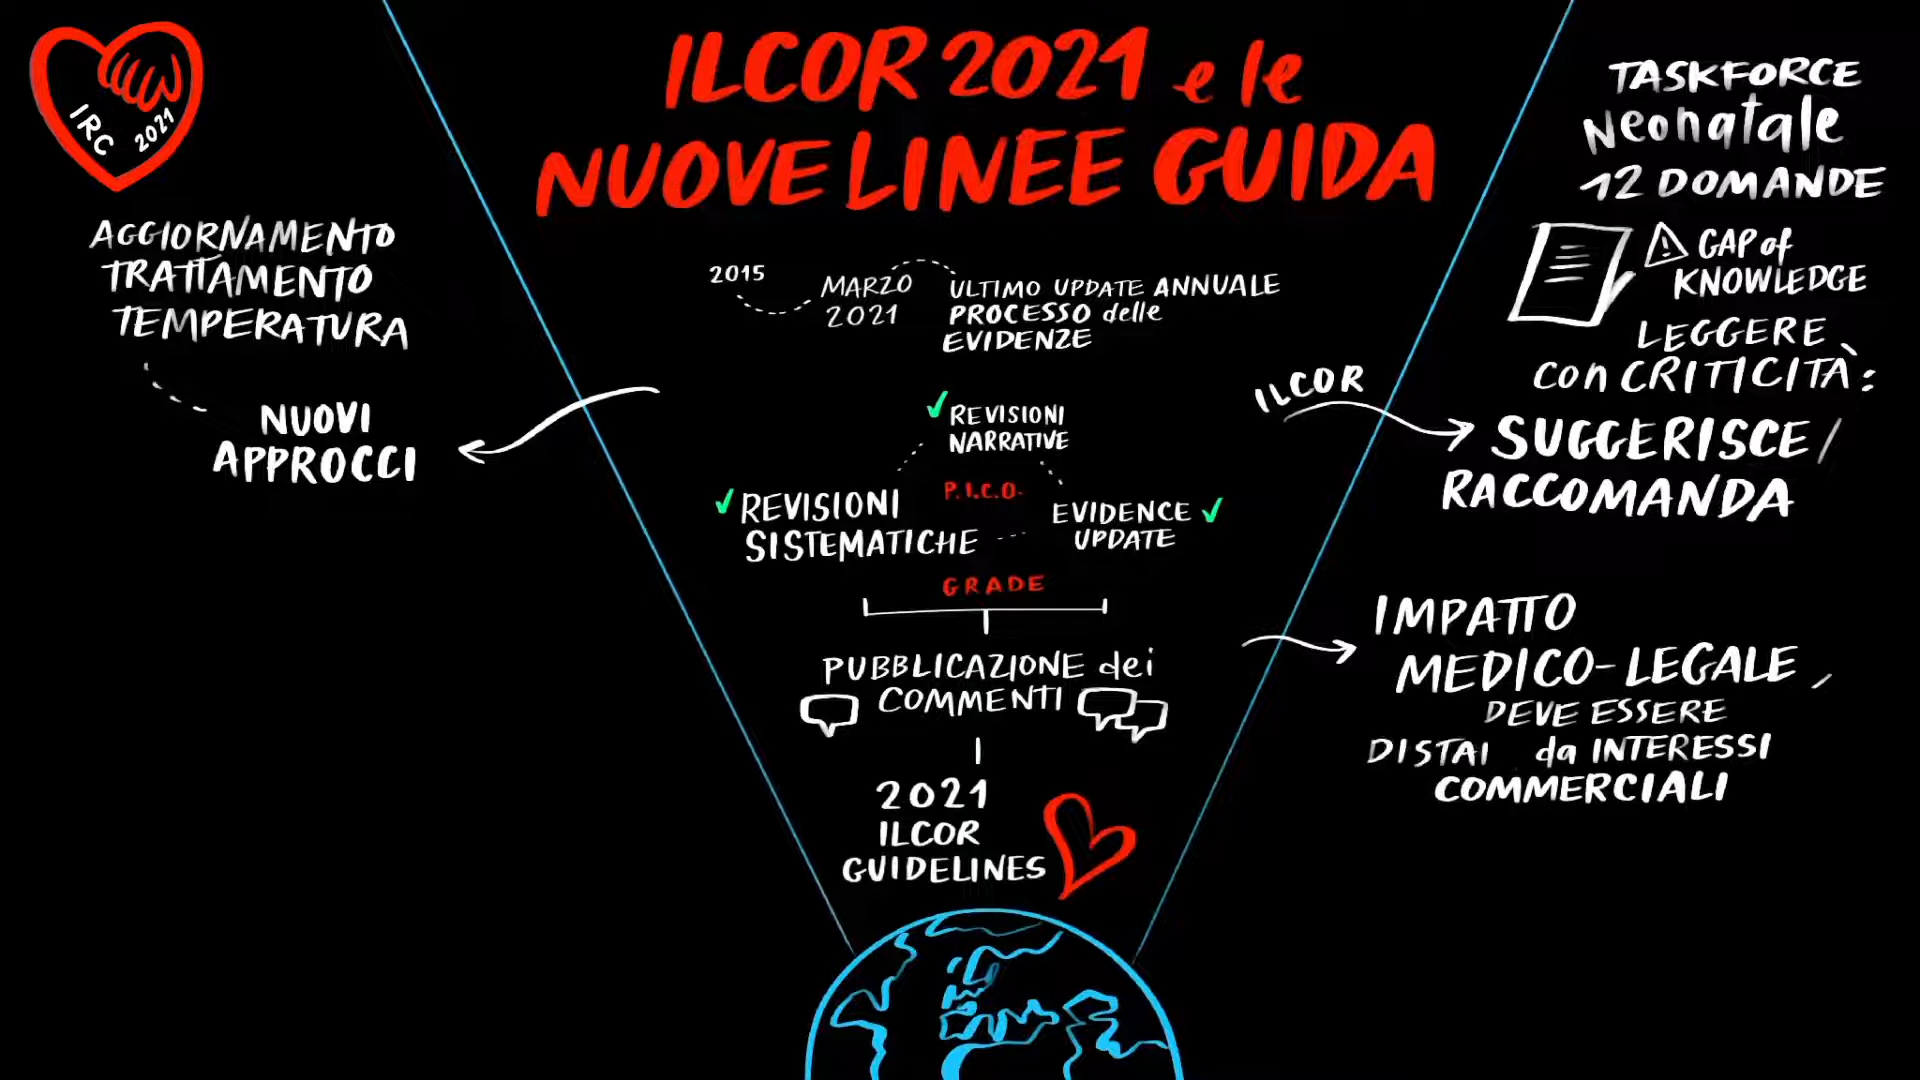 IRC 2021
ILCOR 2021 e le
NUOVE LINEE GUIDA
AGGIORNAMENTO
TRATTAMENTO
TEMPERATURA
NUOVI
APPROCCI
2015
MARZO
2021
ULTIMO UPDATE ANNUALE
PROCESSO delle
EVIDENZE
✓ REVISIONI
NARRATIVE
P.I.C.O.
✓ REVISIONI
SISTEMATICHE
EVIDENCE ✓
UPDATE
GRADE
PUBBLICAZIONE dei
COMMENTI
2021
ILCOR
GUIDELINES
TASKFORCE
Neonatale
12 DOMANDE
GAP of
KNOWLEDGE
LEGGERE
con CRITICITÀ:
ILCOR
SUGGERISCE/
RACCOMANDA
IMPATTO
MEDICO-LEGALE,
DEVE ESSERE
DISTAI da INTERESSI
COMMERCIALI